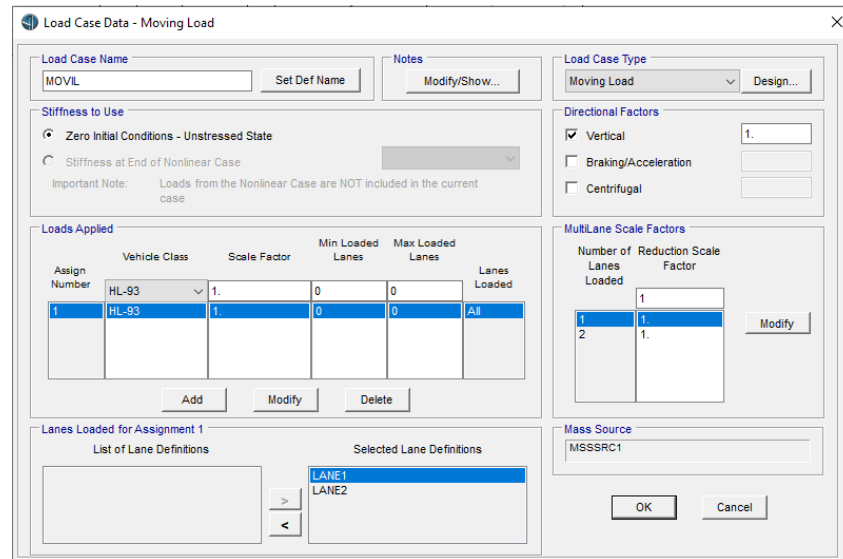 Load Case Data - Moving Load
Load Case Name
MOVIL
Set Def Name
Notes
Modify/Show...
Load Case Type
Moving Load
Design...
Stiffness to Use
Zero Initial Conditions - Unstressed State
Stiffness at End of Nonlinear Case
Important Note: Loads from the Nonlinear Case are NOT included in the current
case
Directional Factors
Vertical 1.
Braking/Acceleration
Centrifugal
Loads Applied
Assign
Number
Vehicle Class
Scale Factor
Min Loaded
Lanes
Max Loaded
Lanes
Lanes
Loaded
HL-93 1. 0 0
1 HL-93 1. 0 0 All
Add Modify Delete
MultiLane Scale Factors
Number of
Lanes
Loaded
Reduction Scale
Factor
1
1 1.
2 1.
Modify
Lanes Loaded for Assignment 1
List of Lane Definitions
>
<
Selected Lane Definitions
LANE1
LANE2
Mass Source
MSSSRC1
OK Cancel